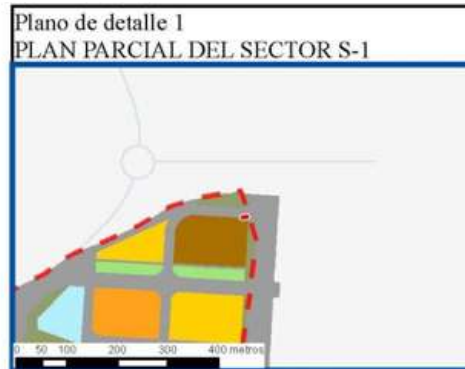 Plano de detalle 1
PLAN PARCIAL DEL SECTOR S-1
0 50 100 200 300 400 metros